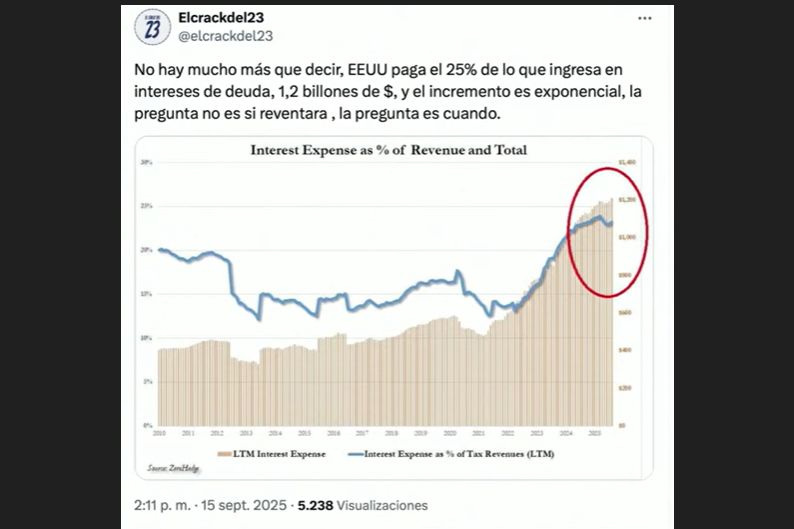 23
Elcrackdel23
@elcrackdel23
No hay mucho más que decir, EEUU paga el 25% de lo que ingresa en
intereses de deuda, 1,2 billones de $, y el incremento es exponencial, la
pregunta no es si reventara , la pregunta es cuando.
Interest Expense as % of Revenue and Total
30% $1,400
25% $1,200
20% $1,000
15% $800
10% $600
$400
5% $200
0% $0
2010 2011 2012 2013 2014 2015 2016 2017 2018 2019 2020 2021 2022 2023 2024 2025
LTM Interest Expense Interest Expense as % of Tax Revenues (LTM)
Source: ZeroHedge
2:11 p. m. · 15 sept. 2025 · 5.238 Visualizaciones